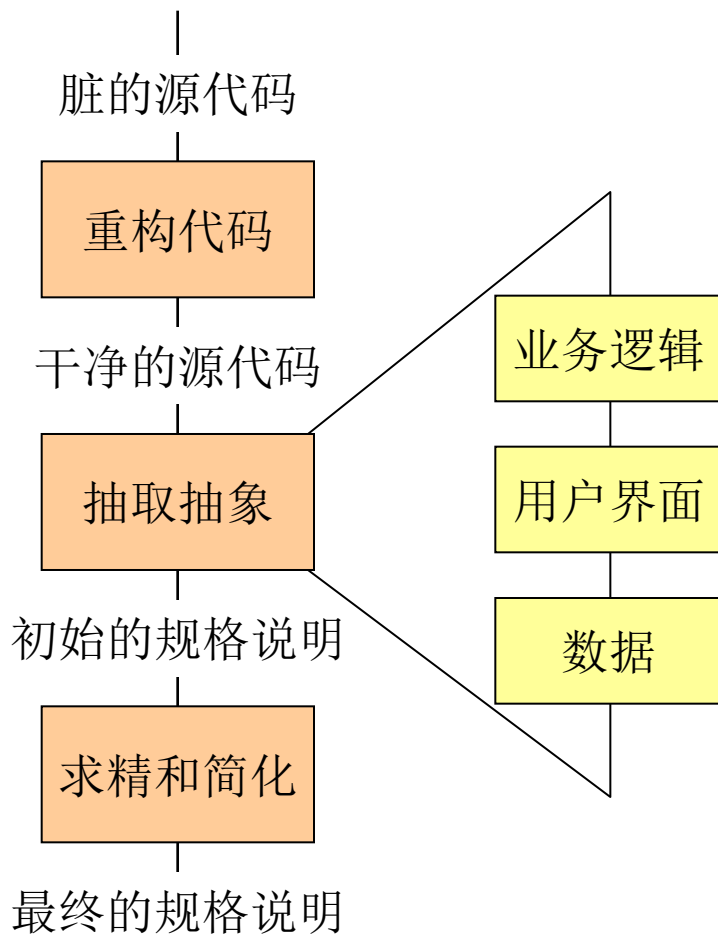 脏的源代码
重构代码
干净的源代码
抽取抽象
初始的规格说明
求精和简化
最终的规格说明
业务逻辑
用户界面
数据